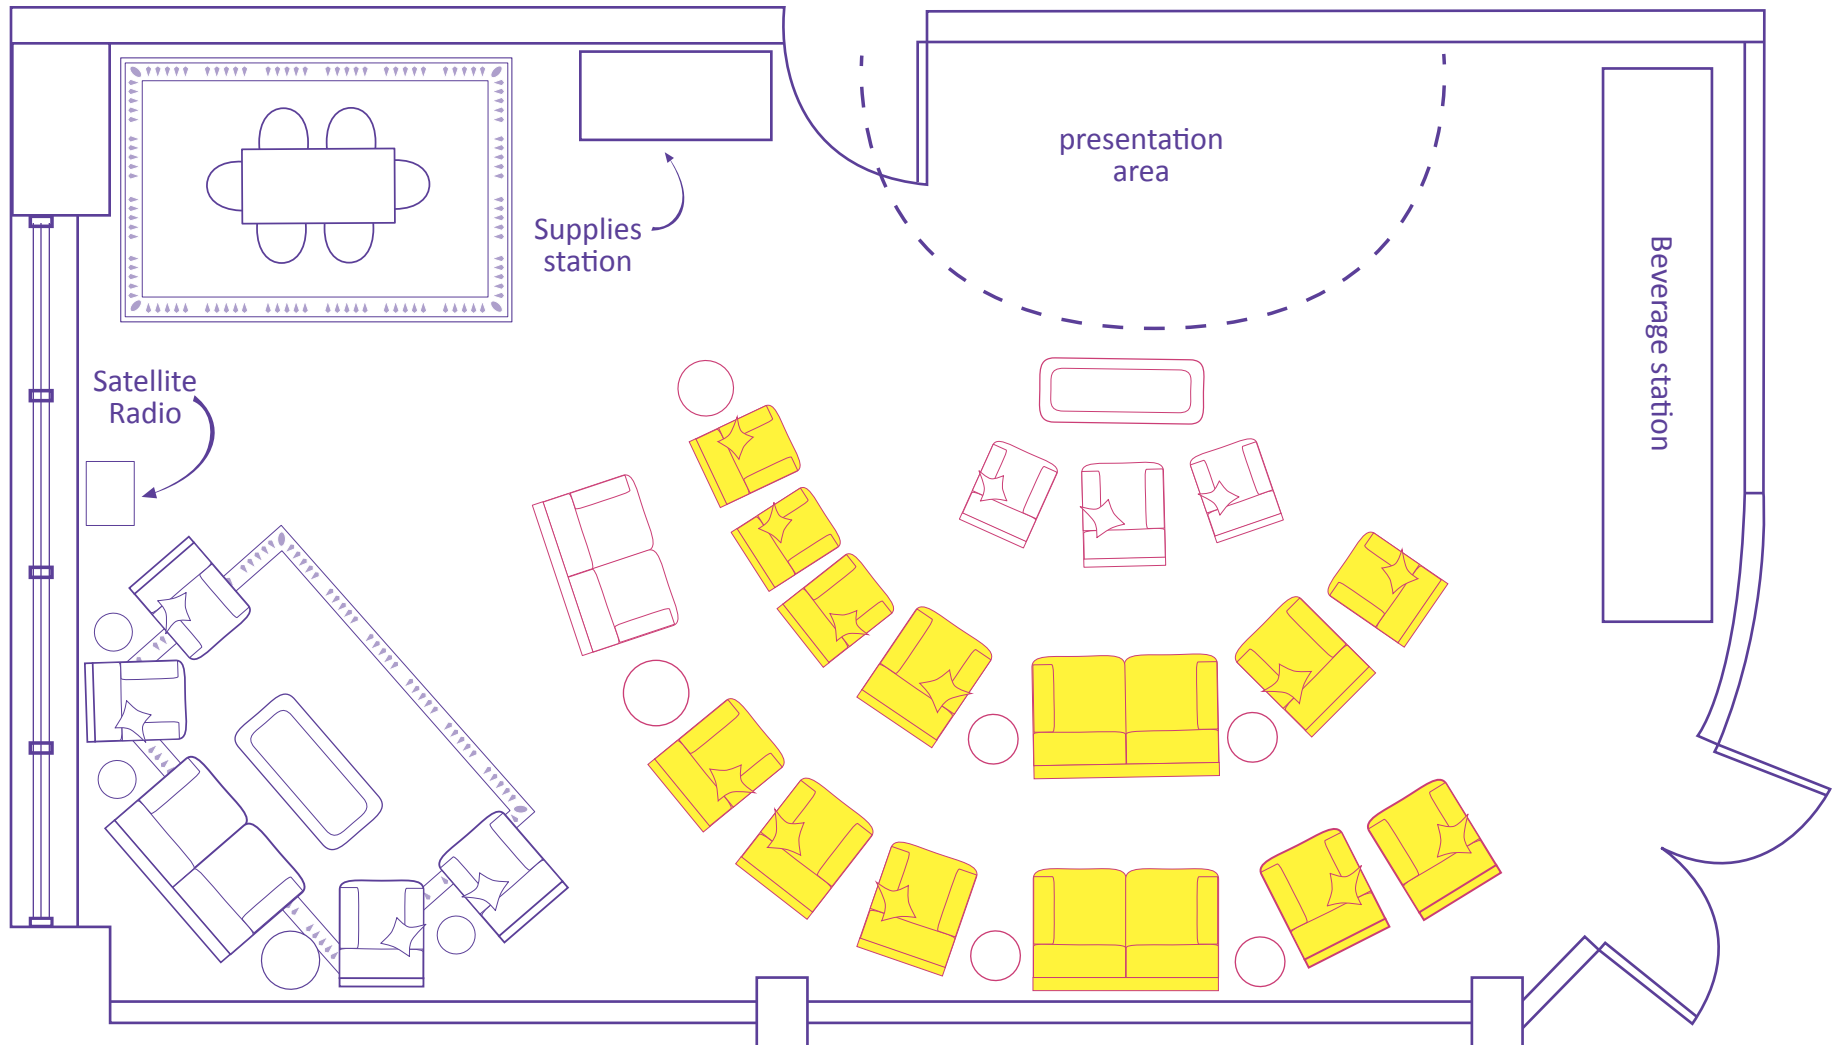 presentation
area
Supplies
station
Beverage station
Satellite
Radio